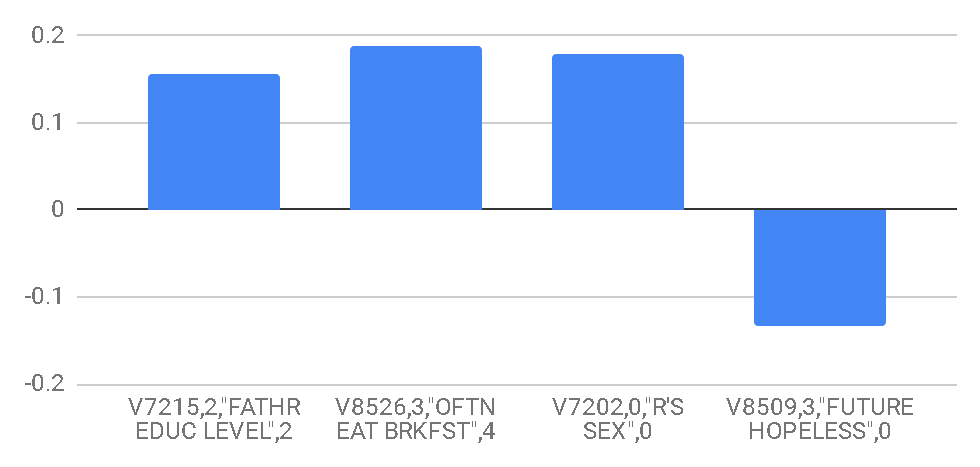 0.2
0.1
0
-0.1
-0.2
V7215,2,"FATHR
EDUC LEVEL",2
V8526,3,"OFTN
EAT BRKFST",4
V7202,0,"R'S
SEX",0
V8509,3,"FUTURE
HOPELESS",0